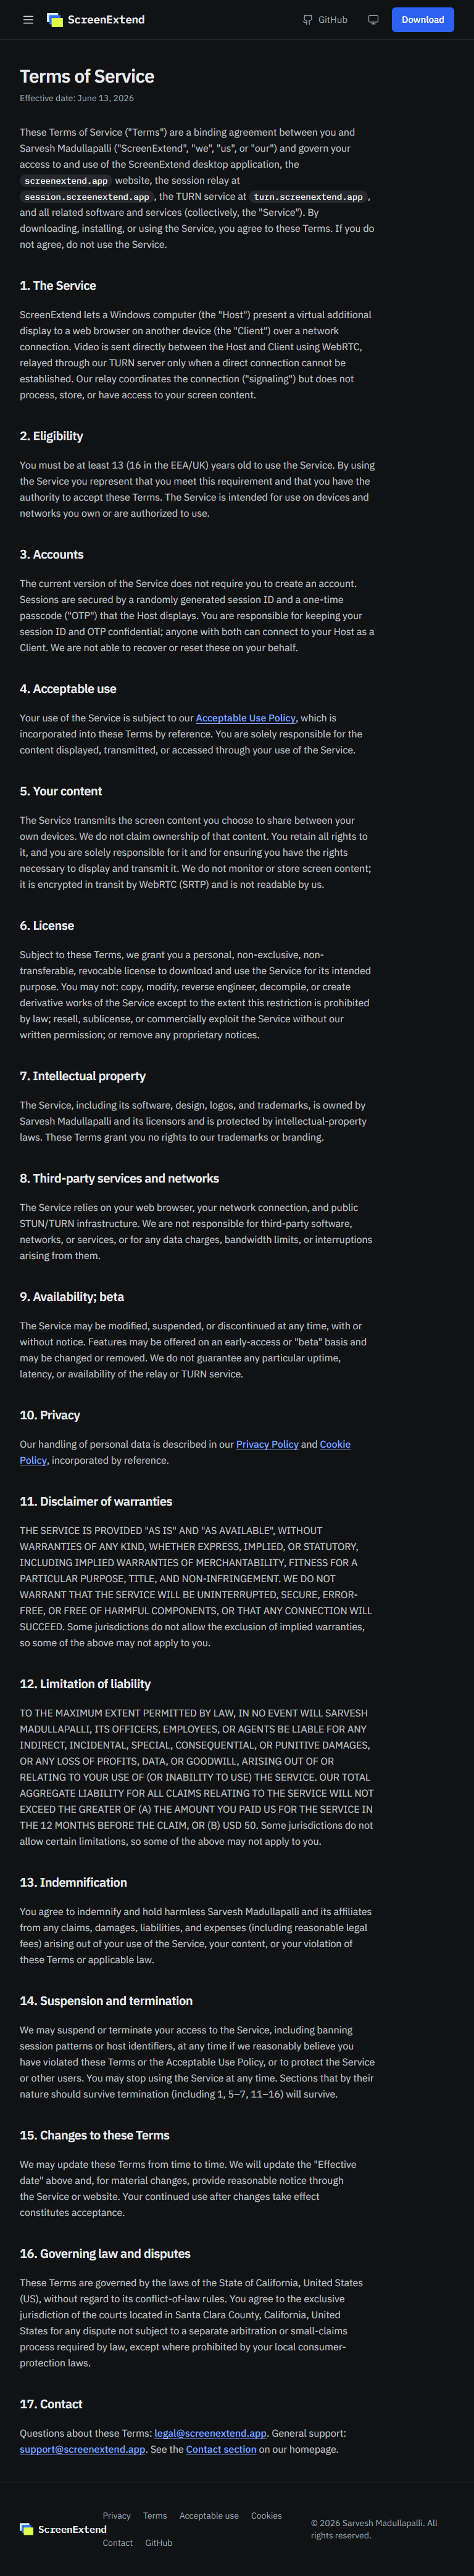 ScreenExtend
GitHub
Download
Terms of Service
Effective date: June 13, 2026
These Terms of Service ("Terms") are a binding agreement between you and
Sarvesh Madullapalli ("ScreenExtend", "we", "us", or "our") and govern your
access to and use of the ScreenExtend desktop application, the
screenextend.app website, the session relay at
session.screenextend.app, the TURN service at turn.screenextend.app,
and all related software and services (collectively, the "Service"). By
downloading, installing, or using the Service, you agree to these Terms. If you do
not agree, do not use the Service.
1. The Service
ScreenExtend lets a Windows computer (the "Host") present a virtual additional
display to a web browser on another device (the "Client") over a network
connection. Video is sent directly between the Host and Client using WebRTC,
relayed through our TURN server only when a direct connection cannot be
established. Our relay coordinates the connection ("signaling") but does not
process, store, or have access to your screen content.
2. Eligibility
You must be at least 13 (16 in the EEA/UK) years old to use the Service. By using
the Service you represent that you meet this requirement and that you have the
authority to accept these Terms. The Service is intended for use on devices and
networks you own or are authorized to use.
3. Accounts
The current version of the Service does not require you to create an account.
Sessions are secured by a randomly generated session ID and a one-time
passcode ("OTP") that the Host displays. You are responsible for keeping your
session ID and OTP confidential; anyone with both can connect to your Host as a
Client. We are not able to recover or reset these on your behalf.
4. Acceptable use
Your use of the Service is subject to our Acceptable Use Policy, which is
incorporated into these Terms by reference. You are solely responsible for the
content displayed, transmitted, or accessed through your use of the Service.
5. Your content
The Service transmits the screen content you choose to share between your
own devices. We do not claim ownership of that content. You retain all rights to
it, and you are solely responsible for it and for ensuring you have the rights
necessary to display and transmit it. We do not monitor or store screen content;
it is encrypted in transit by WebRTC (SRTP) and is not readable by us.
6. License
Subject to these Terms, we grant you a personal, non-exclusive, non-
transferable, revocable license to download and use the Service for its intended
purpose. You may not: copy, modify, reverse engineer, decompile, or create
derivative works of the Service except to the extent this restriction is prohibited
by law; resell, sublicense, or commercially exploit the Service without our
written permission; or remove any proprietary notices.
7. Intellectual property
The Service, including its software, design, logos, and trademarks, is owned by
Sarvesh Madullapalli and its licensors and is protected by intellectual-property
laws. These Terms grant you no rights to our trademarks or branding.
8. Third-party services and networks
The Service relies on your web browser, your network connection, and public
STUN/TURN infrastructure. We are not responsible for third-party software,
networks, or services, or for any data charges, bandwidth limits, or interruptions
arising from them.
9. Availability; beta
The Service may be modified, suspended, or discontinued at any time, with or
without notice. Features may be offered on an early-access or "beta" basis and
may be changed or removed. We do not guarantee any particular uptime,
latency, or availability of the relay or TURN service.
10. Privacy
Our handling of personal data is described in our Privacy Policy and Cookie
Policy, incorporated by reference.
11. Disclaimer of warranties
THE SERVICE IS PROVIDED "AS IS" AND "AS AVAILABLE", WITHOUT
WARRANTIES OF ANY KIND, WHETHER EXPRESS, IMPLIED, OR STATUTORY,
INCLUDING IMPLIED WARRANTIES OF MERCHANTABILITY, FITNESS FOR A
PARTICULAR PURPOSE, TITLE, AND NON-INFRINGEMENT. WE DO NOT
WARRANT THAT THE SERVICE WILL BE UNINTERRUPTED, SECURE, ERROR-
FREE, OR FREE OF HARMFUL COMPONENTS, OR THAT ANY CONNECTION WILL
SUCCEED. Some jurisdictions do not allow the exclusion of implied warranties,
so some of the above may not apply to you.
12. Limitation of liability
TO THE MAXIMUM EXTENT PERMITTED BY LAW, IN NO EVENT WILL SARVESH
MADULLAPALLI, ITS OFFICERS, EMPLOYEES, OR AGENTS BE LIABLE FOR ANY
INDIRECT, INCIDENTAL, SPECIAL, CONSEQUENTIAL, OR PUNITIVE DAMAGES,
OR ANY LOSS OF PROFITS, DATA, OR GOODWILL, ARISING OUT OF OR
RELATING TO YOUR USE OF (OR INABILITY TO USE) THE SERVICE. OUR TOTAL
AGGREGATE LIABILITY FOR ALL CLAIMS RELATING TO THE SERVICE WILL NOT
EXCEED THE GREATER OF (A) THE AMOUNT YOU PAID US FOR THE SERVICE IN
THE 12 MONTHS BEFORE THE CLAIM, OR (B) USD 50. Some jurisdictions do not
allow certain limitations, so some of the above may not apply to you.
13. Indemnification
You agree to indemnify and hold harmless Sarvesh Madullapalli and its affiliates
from any claims, damages, liabilities, and expenses (including reasonable legal
fees) arising out of your use of the Service, your content, or your violation of
these Terms or applicable law.
14. Suspension and termination
We may suspend or terminate your access to the Service, including banning
session patterns or host identifiers, at any time if we reasonably believe you
have violated these Terms or the Acceptable Use Policy, or to protect the Service
or other users. You may stop using the Service at any time. Sections that by their
nature should survive termination (including 1, 5–7, 11–16) will survive.
15. Changes to these Terms
We may update these Terms from time to time. We will update the "Effective
date" above and, for material changes, provide reasonable notice through
the Service or website. Your continued use after changes take effect
constitutes acceptance.
16. Governing law and disputes
These Terms are governed by the laws of the State of California, United States
(US), without regard to its conflict-of-law rules. You agree to the exclusive
jurisdiction of the courts located in Santa Clara County, California, United
States for any dispute not subject to a separate arbitration or small-claims
process required by law, except where prohibited by your local consumer-
protection laws.
17. Contact
Questions about these Terms: legal@screenextend.app. General support:
support@screenextend.app. See the Contact section on our homepage.
ScreenExtend
Privacy Terms Acceptable use Cookies
Contact GitHub
© 2026 Sarvesh Madullapalli. All
rights reserved.